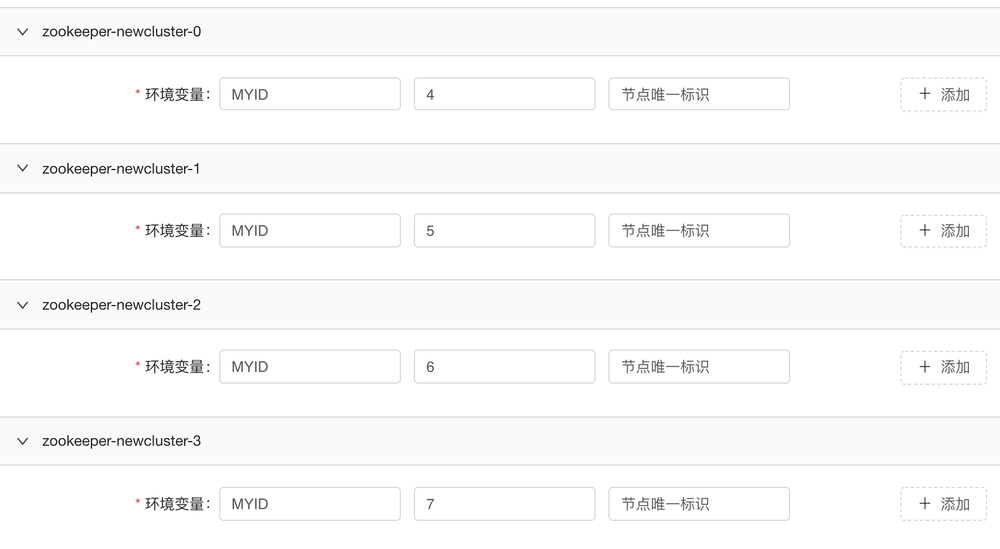 zookeeper-newcluster-0
* 环境变量： MYID 4 节点唯一标识 + 添加
zookeeper-newcluster-1
* 环境变量： MYID 5 节点唯一标识 + 添加
zookeeper-newcluster-2
* 环境变量： MYID 6 节点唯一标识 + 添加
zookeeper-newcluster-3
* 环境变量： MYID 7 节点唯一标识 + 添加